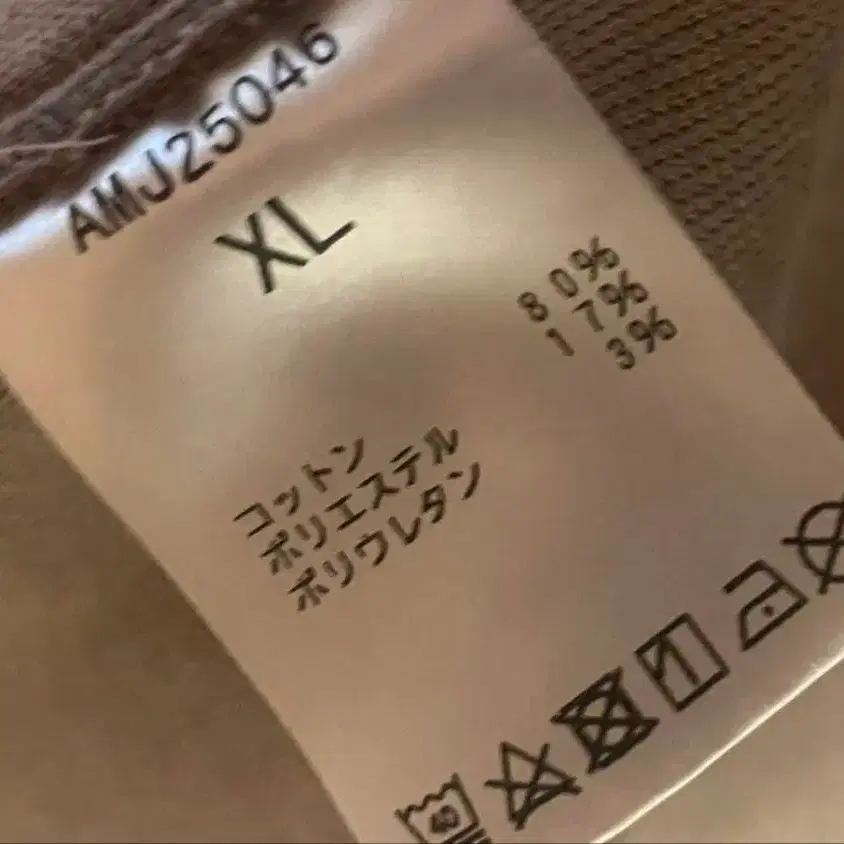 AMJ25046
XL
コットン 80%
ポリエステル 17%
ポリウレタン 3%
40